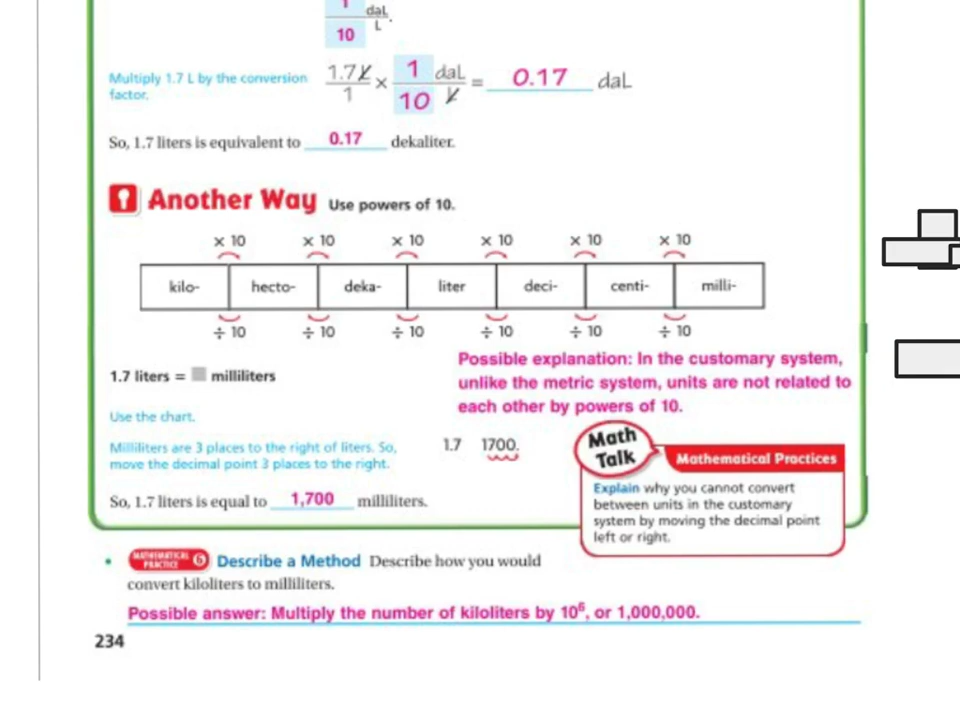 1 daL
10 L.
Multiply 1.7 L by the conversion
factor.
1.7L/1 × 1/10 daL/L = 0.17 daL
So, 1.7 liters is equivalent to 0.17 dekaliter.
Another Way Use powers of 10.
× 10 × 10 × 10 × 10 × 10 × 10
kilo- hecto- deka- liter deci- centi- milli-
÷ 10 ÷ 10 ÷ 10 ÷ 10 ÷ 10 ÷ 10
1.7 liters = ■ milliliters
Possible explanation: In the customary system,
unlike the metric system, units are not related to
each other by powers of 10.
Use the chart.
Milliliters are 3 places to the right of liters. So,
move the decimal point 3 places to the right.
1.7 1700.
So, 1.7 liters is equal to 1,700 milliliters.
Math
Talk
Mathematical Practices
Explain why you cannot convert
between units in the customary
system by moving the decimal point
left or right.
• MATHEMATICAL PRACTICE 6 Describe a Method Describe how you would
convert kiloliters to milliliters.
Possible answer: Multiply the number of kiloliters by 10⁶, or 1,000,000.
234